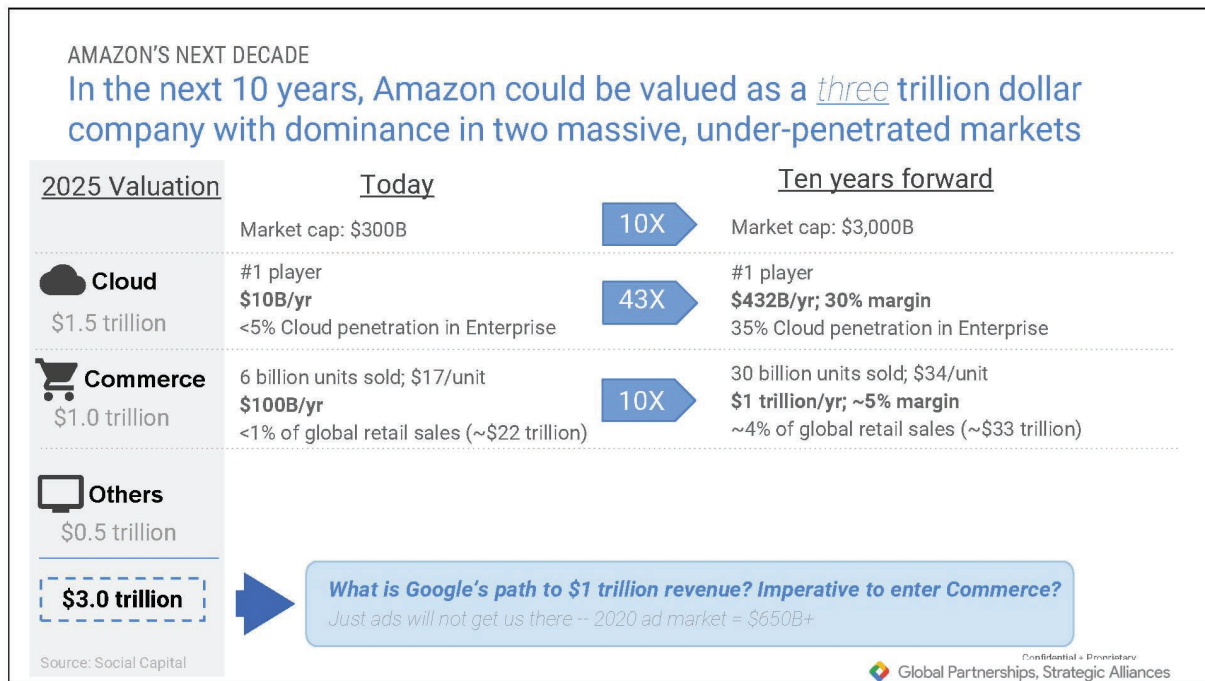 AMAZON'S NEXT DECADE
In the next 10 years, Amazon could be valued as a three trillion dollar
company with dominance in two massive, under-penetrated markets
2025 Valuation
Today
Ten years forward
Market cap: $300B
10X
Market cap: $3,000B
Cloud
$1.5 trillion
#1 player
$10B/yr
<5% Cloud penetration in Enterprise
43X
#1 player
$432B/yr; 30% margin
35% Cloud penetration in Enterprise
Commerce
$1.0 trillion
6 billion units sold; $17/unit
$100B/yr
<1% of global retail sales (~$22 trillion)
10X
30 billion units sold; $34/unit
$1 trillion/yr; ~5% margin
~4% of global retail sales (~$33 trillion)
Others
$0.5 trillion
$3.0 trillion
What is Google's path to $1 trillion revenue? Imperative to enter Commerce?
Just ads will not get us there -- 2020 ad market = $650B+
Source: Social Capital
Confidential + Proprietary
Global Partnerships, Strategic Alliances